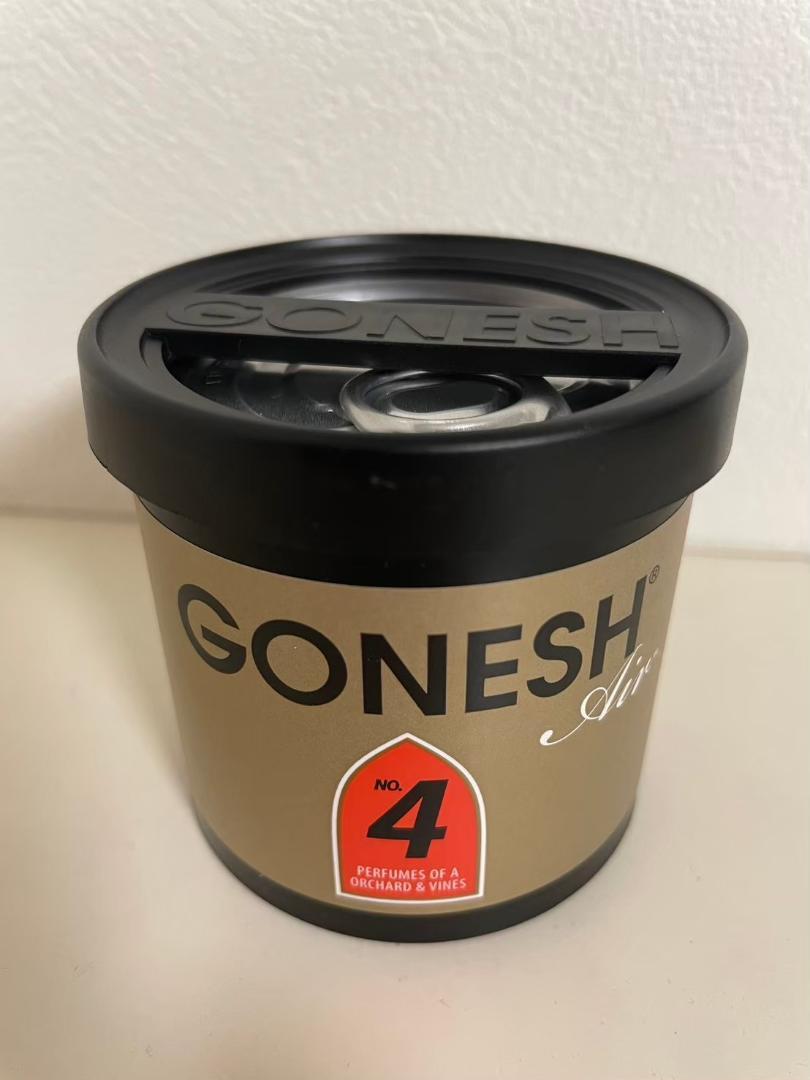 GONESH
GONESH®
Air
NO.
4
PERFUMES OF A
ORCHARD & VINES